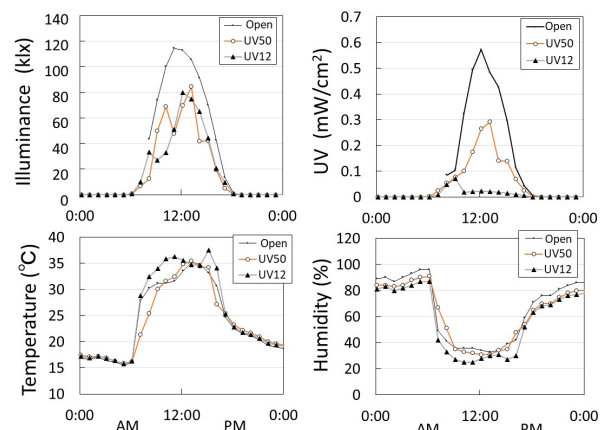 Illuminance (klx)
140
120
100
80
60
40
20
0
0:00
12:00
0:00
Open
UV50
UV12
UV (mW/cm²)
0.7
0.6
0.5
0.4
0.3
0.2
0.1
0
0:00
12:00
0:00
Open
UV50
UV12
Temperature (℃)
40
35
30
25
20
15
10
0:00
12:00
0:00
AM
PM
Open
UV50
UV12
Humidity (%)
120
100
80
60
40
20
0
0:00
12:00
0:00
AM
PM
Open
UV50
UV12